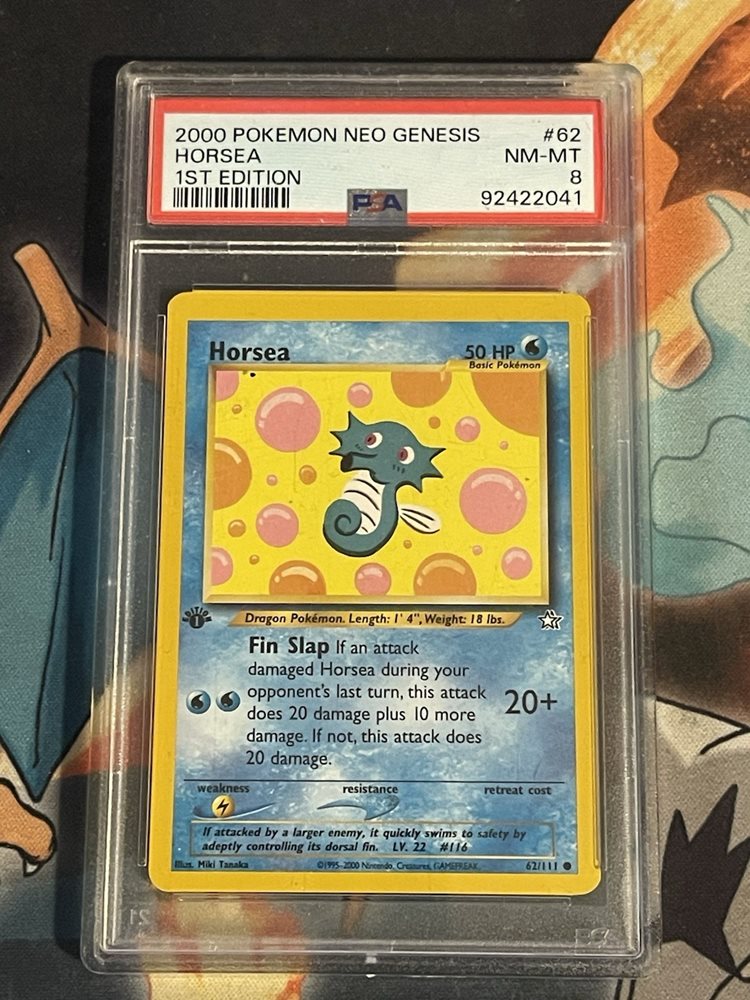 2000 POKEMON NEO GENESIS #62
HORSEA NM-MT
1ST EDITION 8
PSA 92422041
Horsea 50 HP
Basic Pokémon
EDITION 1
Dragon Pokémon. Length: 1' 4", Weight: 18 lbs.
Fin Slap If an attack
damaged Horsea during your
opponent's last turn, this attack
does 20 damage plus 10 more 20+
damage. If not, this attack does
20 damage.
weakness resistance retreat cost
If attacked by a larger enemy, it quickly swims to safety by
adeptly controlling its dorsal fin. LV. 22 #116
Illus. Miki Tanaka ©1995-2000 Nintendo, Creatures, GAMEFREAK. 62/111